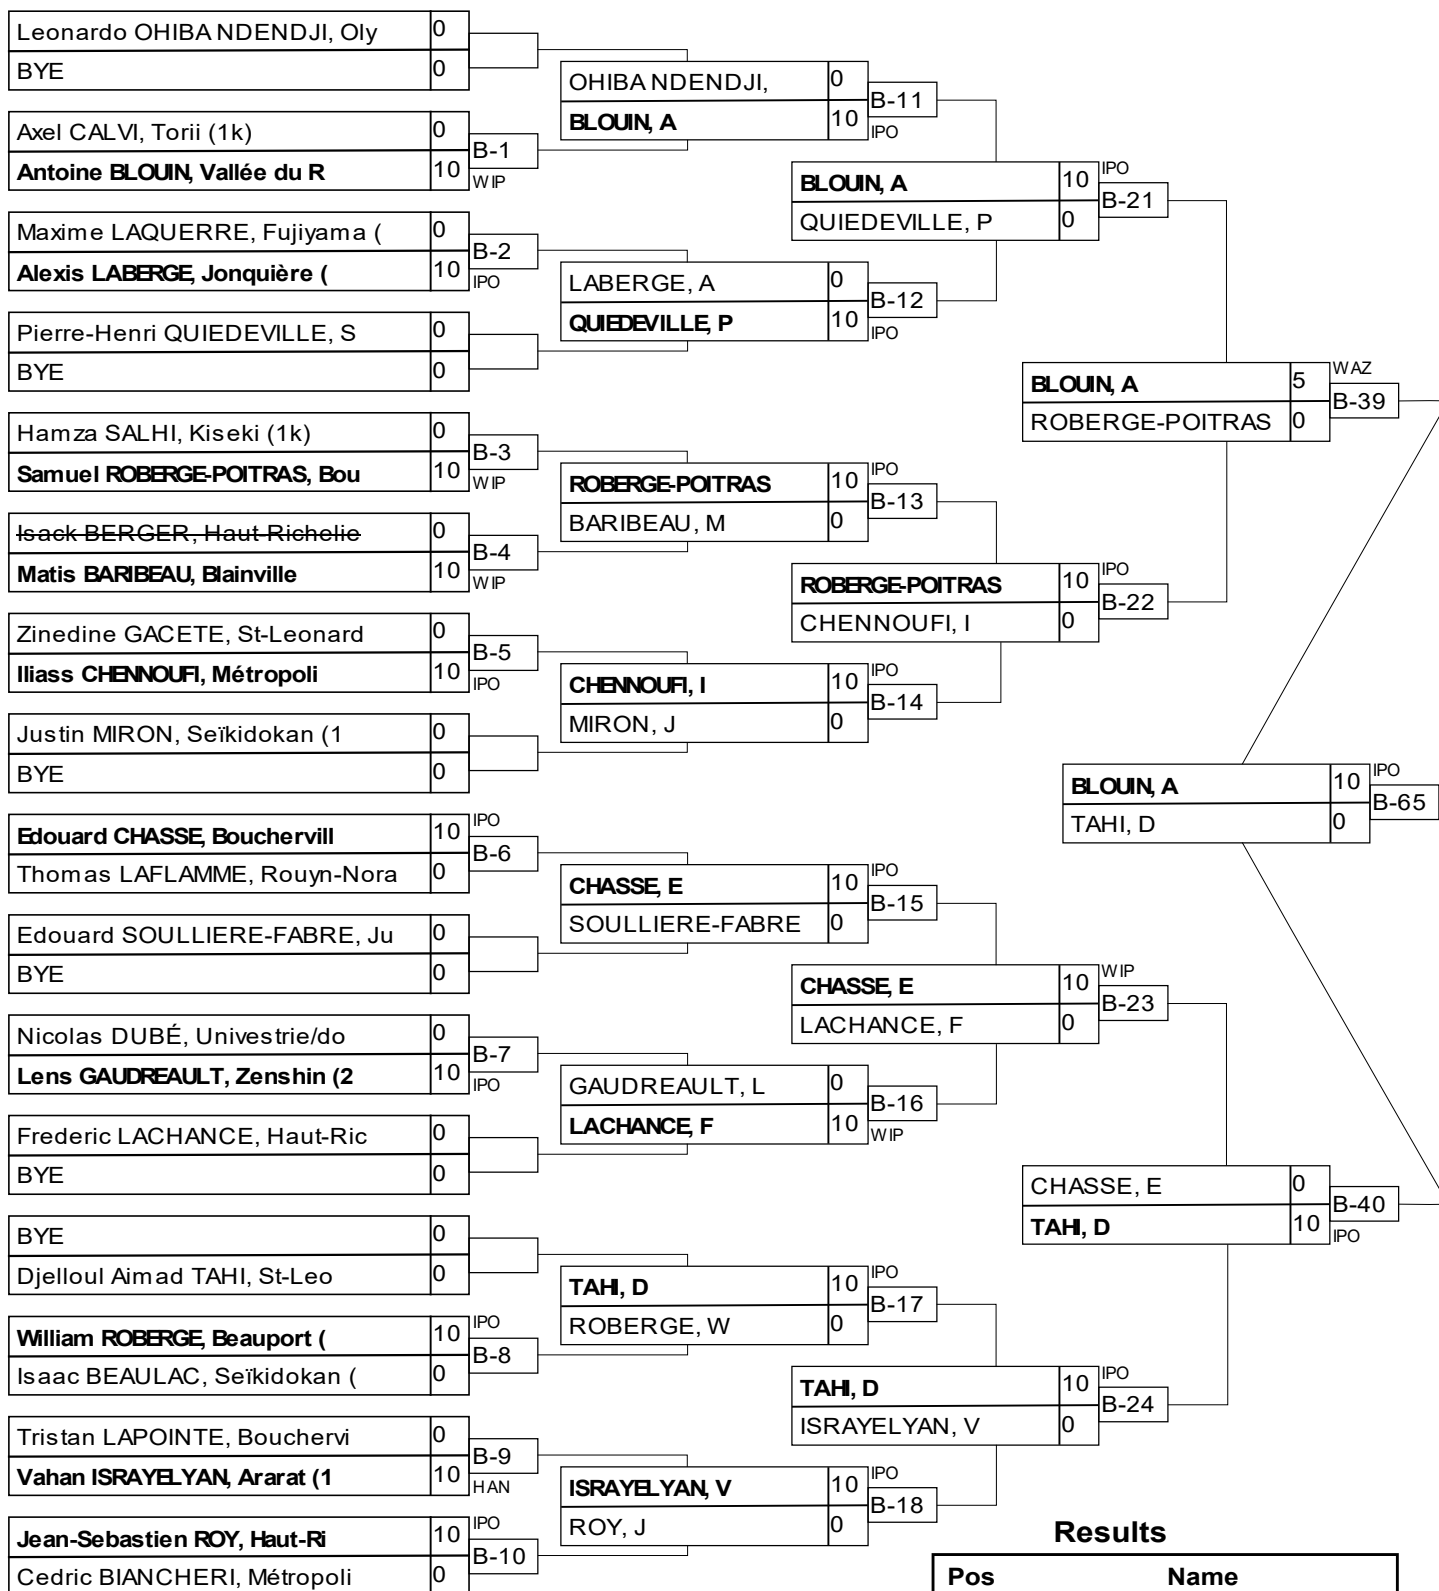 Leonardo OHIBA NDENDJI, Oly 0
BYE 0
Axel CALVI, Torii (1k) 0
B-1
Antoine BLOUIN, Vallée du R 10 WIP
Maxime LAQUERRE, Fujiyama ( 0
B-2
Alexis LABERGE, Jonquière ( 10 IPO
Pierre-Henri QUIEDEVILLE, S 0
BYE 0
Hamza SALHI, Kiseki (1k) 0
B-3
Samuel ROBERGE-POITRAS, Bou 10 WIP
Isack BERGER, Haut-Richelie 0
B-4
Matis BARIBEAU, Blainville 10 WIP
Zinedine GACETE, St-Leonard 0
B-5
Iliass CHENNOUFI, Métropoli 10 IPO
Justin MIRON, Seïkidokan (1 0
BYE 0
Edouard CHASSE, Bouchervill 10 IPO
B-6
Thomas LAFLAMME, Rouyn-Nora 0
Edouard SOULLIERE-FABRE, Ju 0
BYE 0
Nicolas DUBÉ, Univestrie/do 0
B-7
Lens GAUDREAULT, Zenshin (2 10 IPO
Frederic LACHANCE, Haut-Ric 0
BYE 0
BYE 0
Djelloul Aimad TAHI, St-Leo 0
William ROBERGE, Beauport ( 10 IPO
B-8
Isaac BEAULAC, Seïkidokan ( 0
Tristan LAPOINTE, Bouchervi 0
B-9
Vahan ISRAYELYAN, Ararat (1 10 HAN
Jean-Sebastien ROY, Haut-Ri 10 IPO
B-10
Cedric BIANCHERI, Métropoli 0
OHIBA NDENDJI, 0
B-11
BLOUIN, A 10 IPO
LABERGE, A 0
B-12
QUIEDEVILLE, P 10 IPO
ROBERGE-POITRAS 10 IPO
B-13
BARIBEAU, M 0
CHENNOUFI, I 10 IPO
B-14
MIRON, J 0
CHASSE, E 10 IPO
B-15
SOULLIERE-FABRE 0
GAUDREAULT, L 0
B-16
LACHANCE, F 10 WIP
TAHI, D 10 IPO
B-17
ROBERGE, W 0
ISRAYELYAN, V 10 IPO
B-18
ROY, J 0
BLOUIN, A 10 IPO
B-21
QUIEDEVILLE, P 0
ROBERGE-POITRAS 10 IPO
B-22
CHENNOUFI, I 0
CHASSE, E 10 WIP
B-23
LACHANCE, F 0
TAHI, D 10 IPO
B-24
ISRAYELYAN, V 0
BLOUIN, A 5 WAZ
B-39
ROBERGE-POITRAS 0
CHASSE, E 0
B-40
TAHI, D 10 IPO
BLOUIN, A 10 IPO
B-65
TAHI, D 0
Results
Pos Name